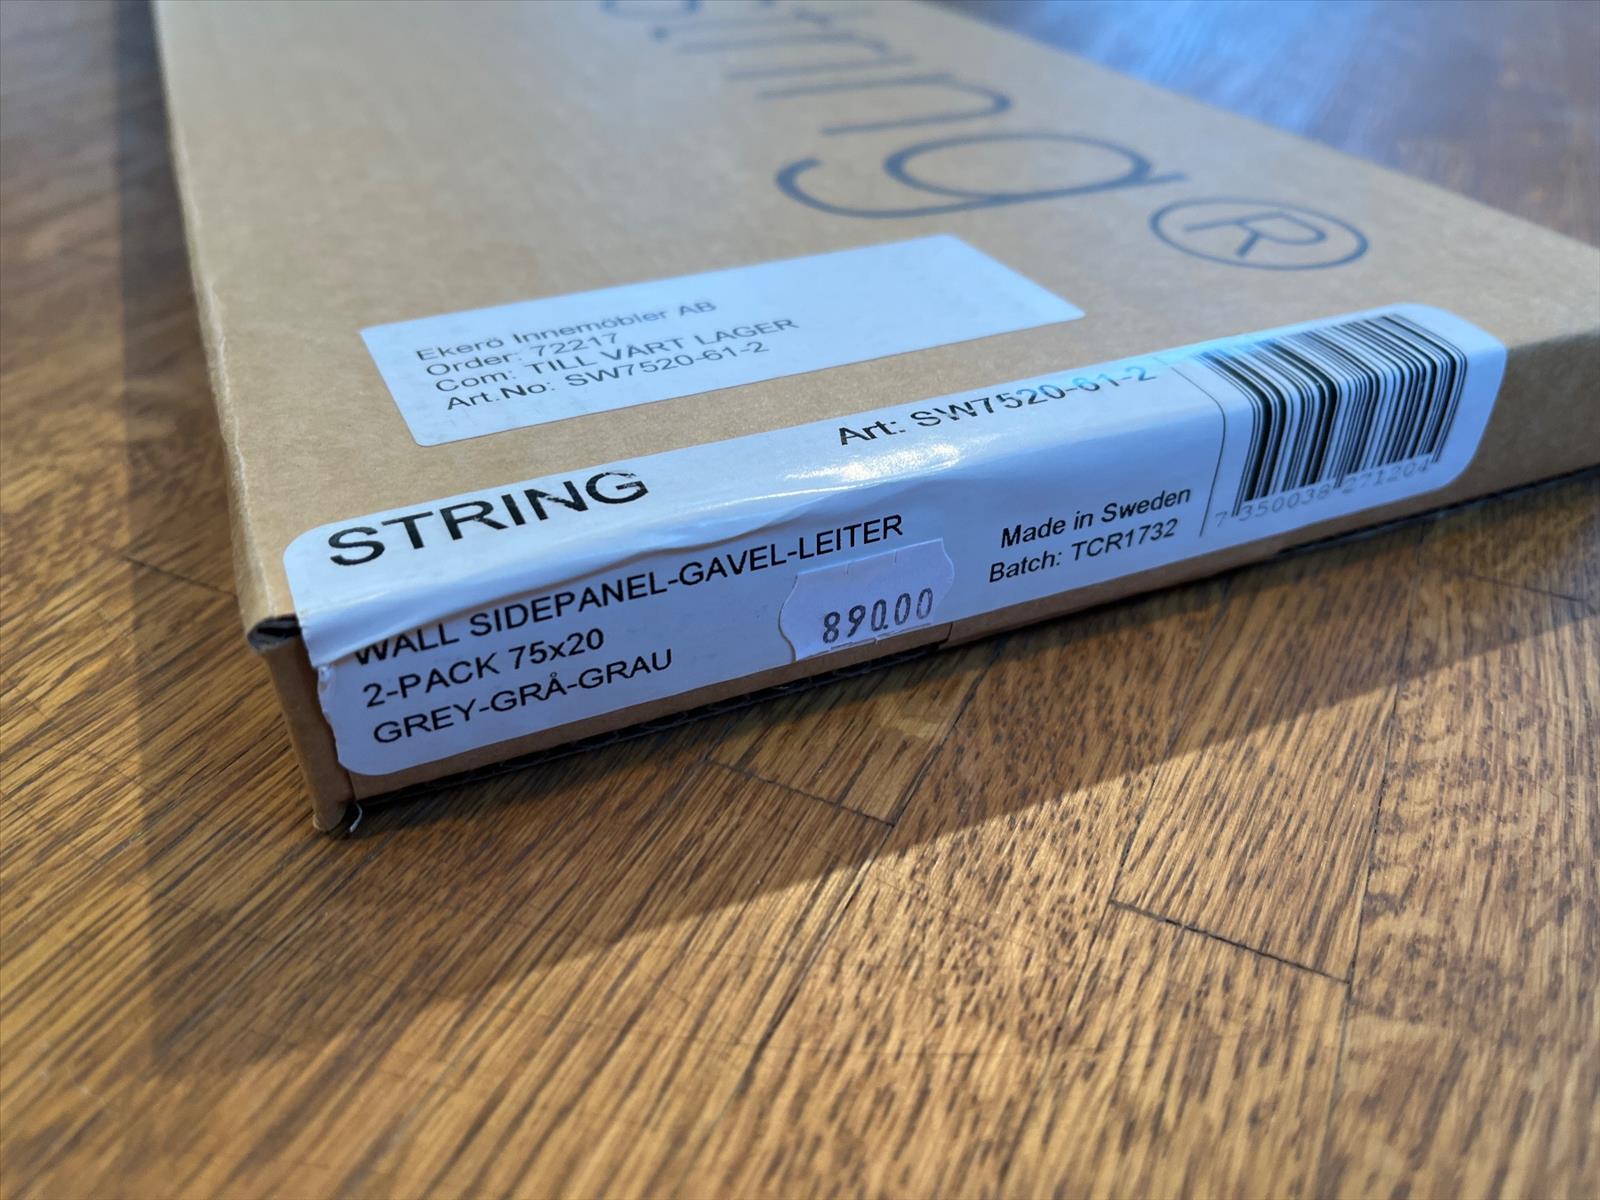 string®
Ekerö Innemöbler AB
Order: 72217
Com: TILL VÅRT LAGER
Art.No: SW7520-61-2
STRING
Art: SW7520-61-2
WALL SIDEPANEL-GAVEL-LEITER
2-PACK 75x20
GREY-GRÅ-GRAU
890.00
Made in Sweden
Batch: TCR1732
7 350038 271204